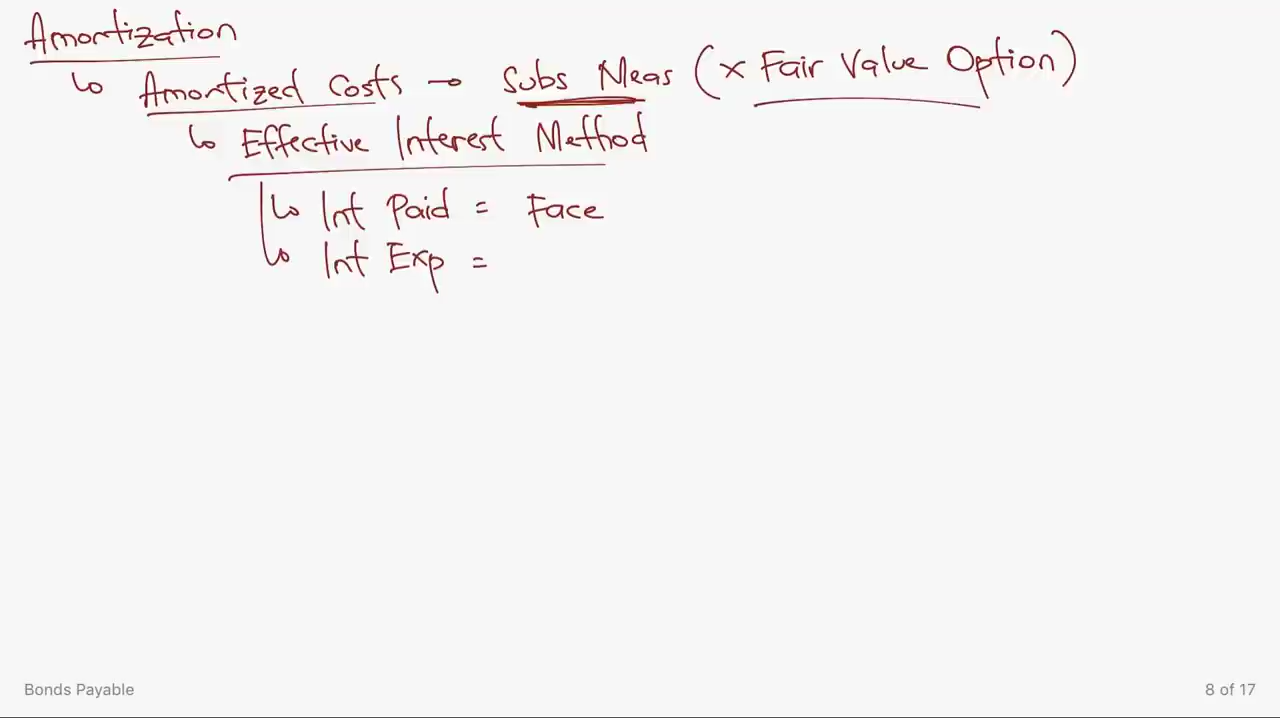 Amortization
↳ Amortized Costs → Subs Meas (x Fair Value Option)
↳ Effective Interest Method
↳ Int Paid = Face
↳ Int Exp =
Bonds Payable
8 of 17